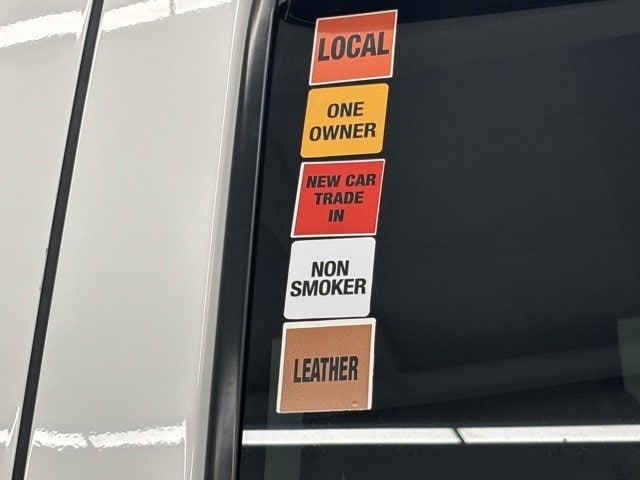 LOCAL
ONE
OWNER
NEW CAR
TRADE
IN
NON
SMOKER
LEATHER